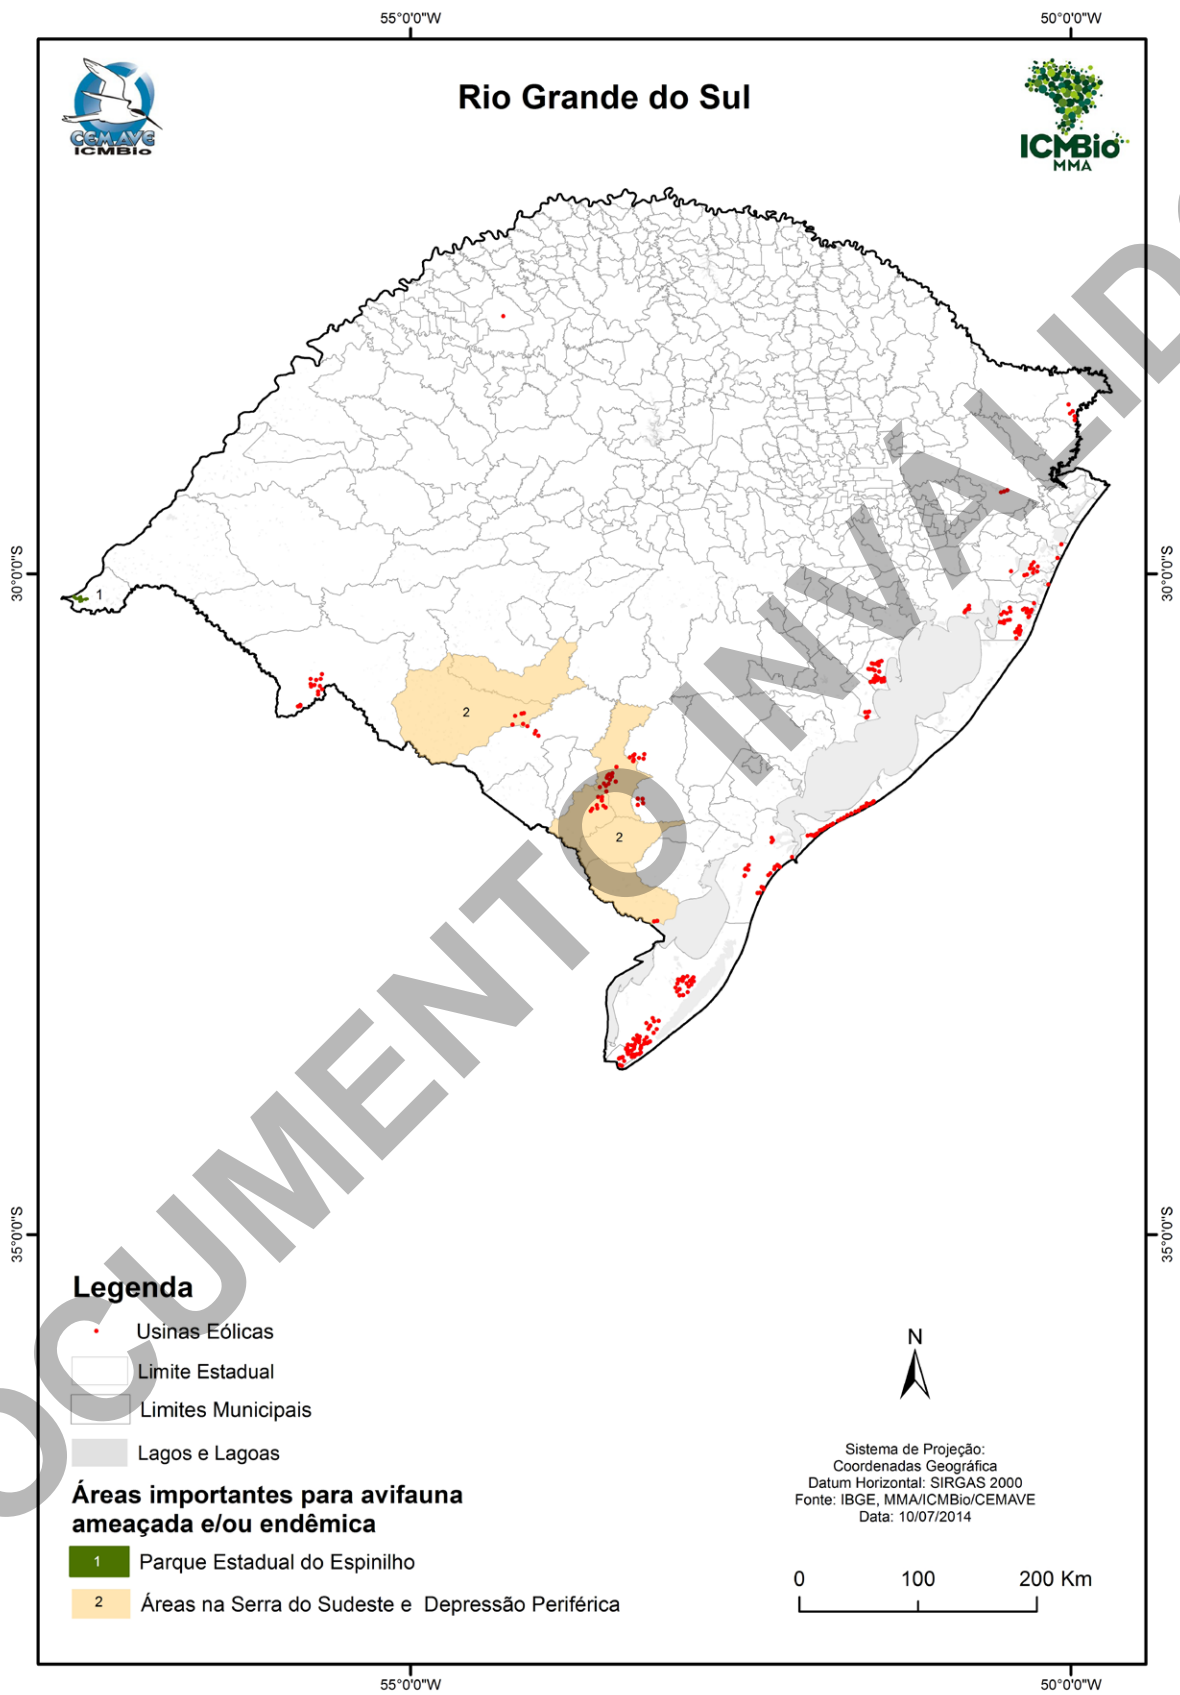 55°0'0"W
50°0'0"W
CEMAVE
ICMBio
Rio Grande do Sul
ICMBio
MMA
30°0'0"S
30°0'0"S
1
2
2
35°0'0"S
35°0'0"S
Legenda
Usinas Eólicas
Limite Estadual
Limites Municipais
Lagos e Lagoas
Áreas importantes para avifauna
ameaçada e/ou endêmica
1 Parque Estadual do Espinilho
2 Áreas na Serra do Sudeste e Depressão Periférica
N
Sistema de Projeção:
Coordenadas Geográfica
Datum Horizontal: SIRGAS 2000
Fonte: IBGE, MMA/ICMBio/CEMAVE
Data: 10/07/2014
0 100 200 Km
55°0'0"W
50°0'0"W
OCUMENTO INVÁLID